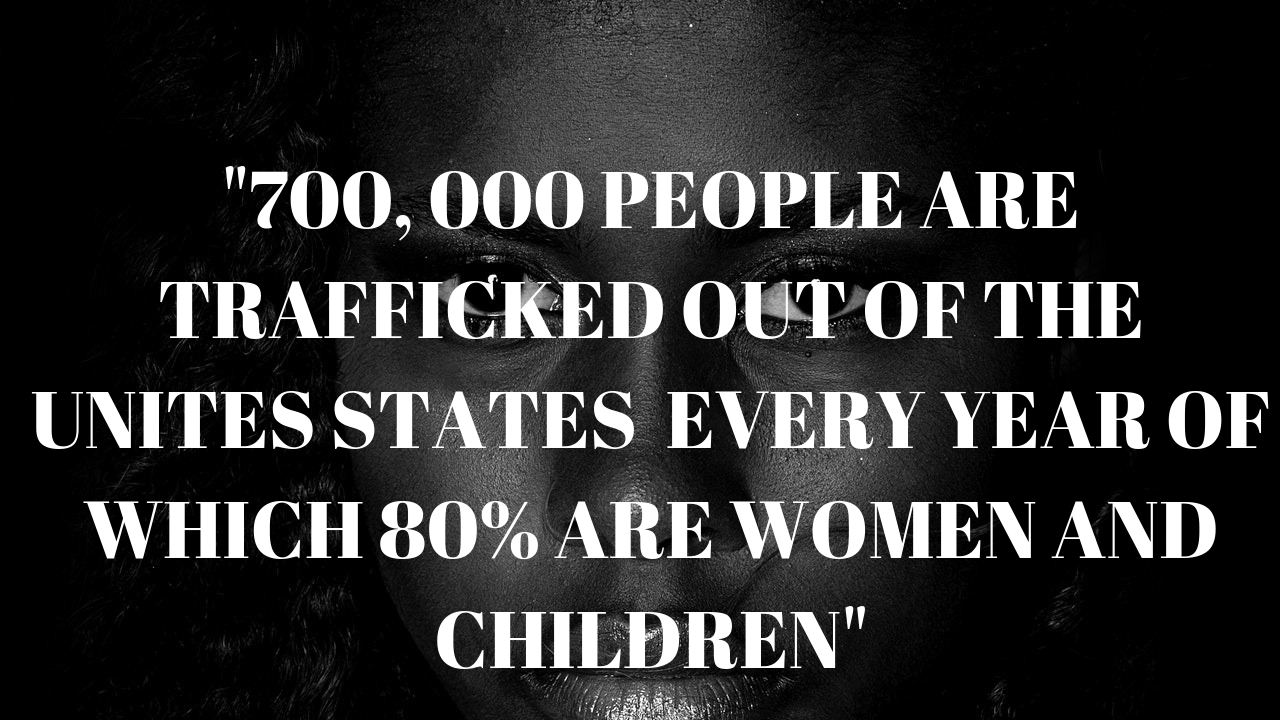 "700, 000 PEOPLE ARE
TRAFFICKED OUT OF THE
UNITES STATES EVERY YEAR OF
WHICH 80% ARE WOMEN AND
CHILDREN"